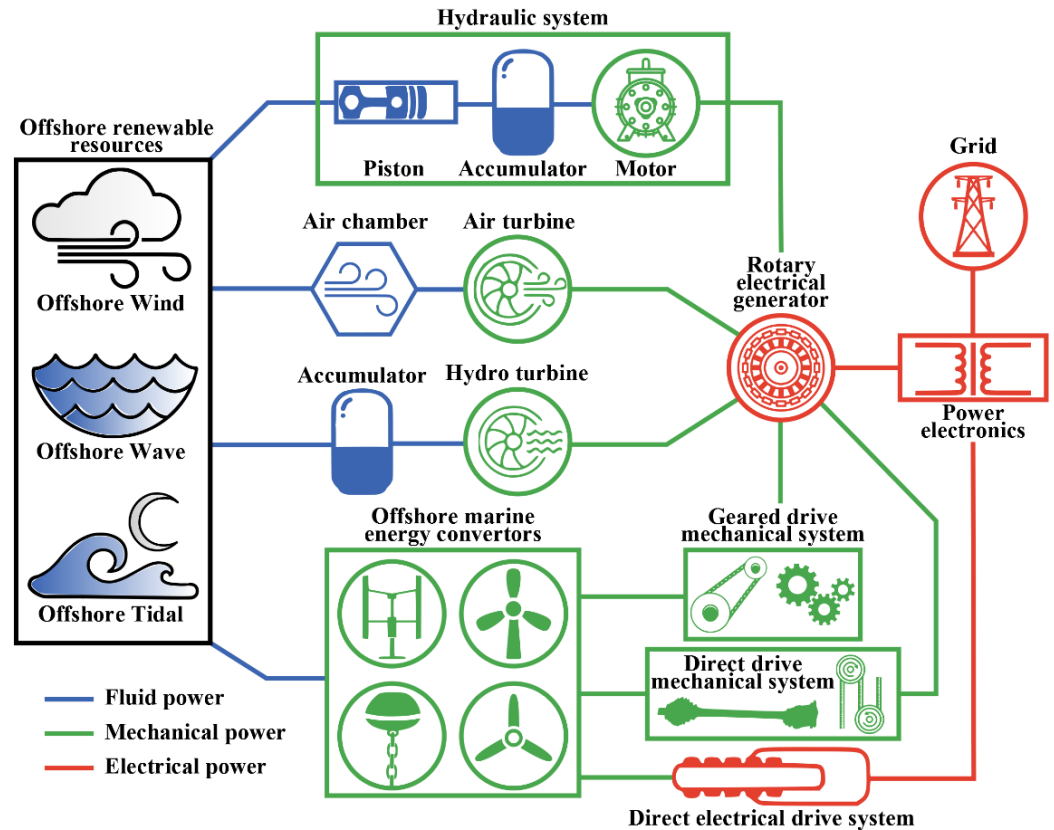 Hydraulic system
Piston
Accumulator
Motor
Offshore renewable
resources
Offshore Wind
Offshore Wave
Offshore Tidal
Air chamber
Air turbine
Accumulator
Hydro turbine
Rotary
electrical
generator
Grid
Power
electronics
Offshore marine
energy convertors
Geared drive
mechanical system
Direct drive
mechanical system
Direct electrical drive system
Fluid power
Mechanical power
Electrical power